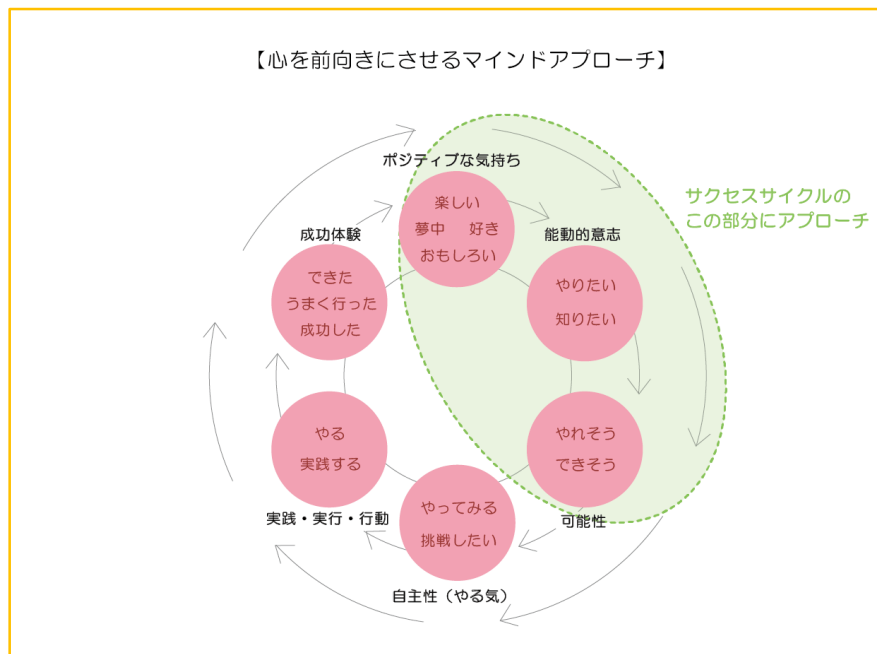 【心を前向きにさせるマインドアプローチ】
ポジティブな気持ち
楽しい
夢中 好き
おもしろい
能動的意志
やりたい
知りたい
サクセスサイクルの
この部分にアプローチ
やれそう
できそう
可能性
やってみる
挑戦したい
自主性（やる気）
やる
実践する
実践・実行・行動
成功体験
できた
うまく行った
成功した